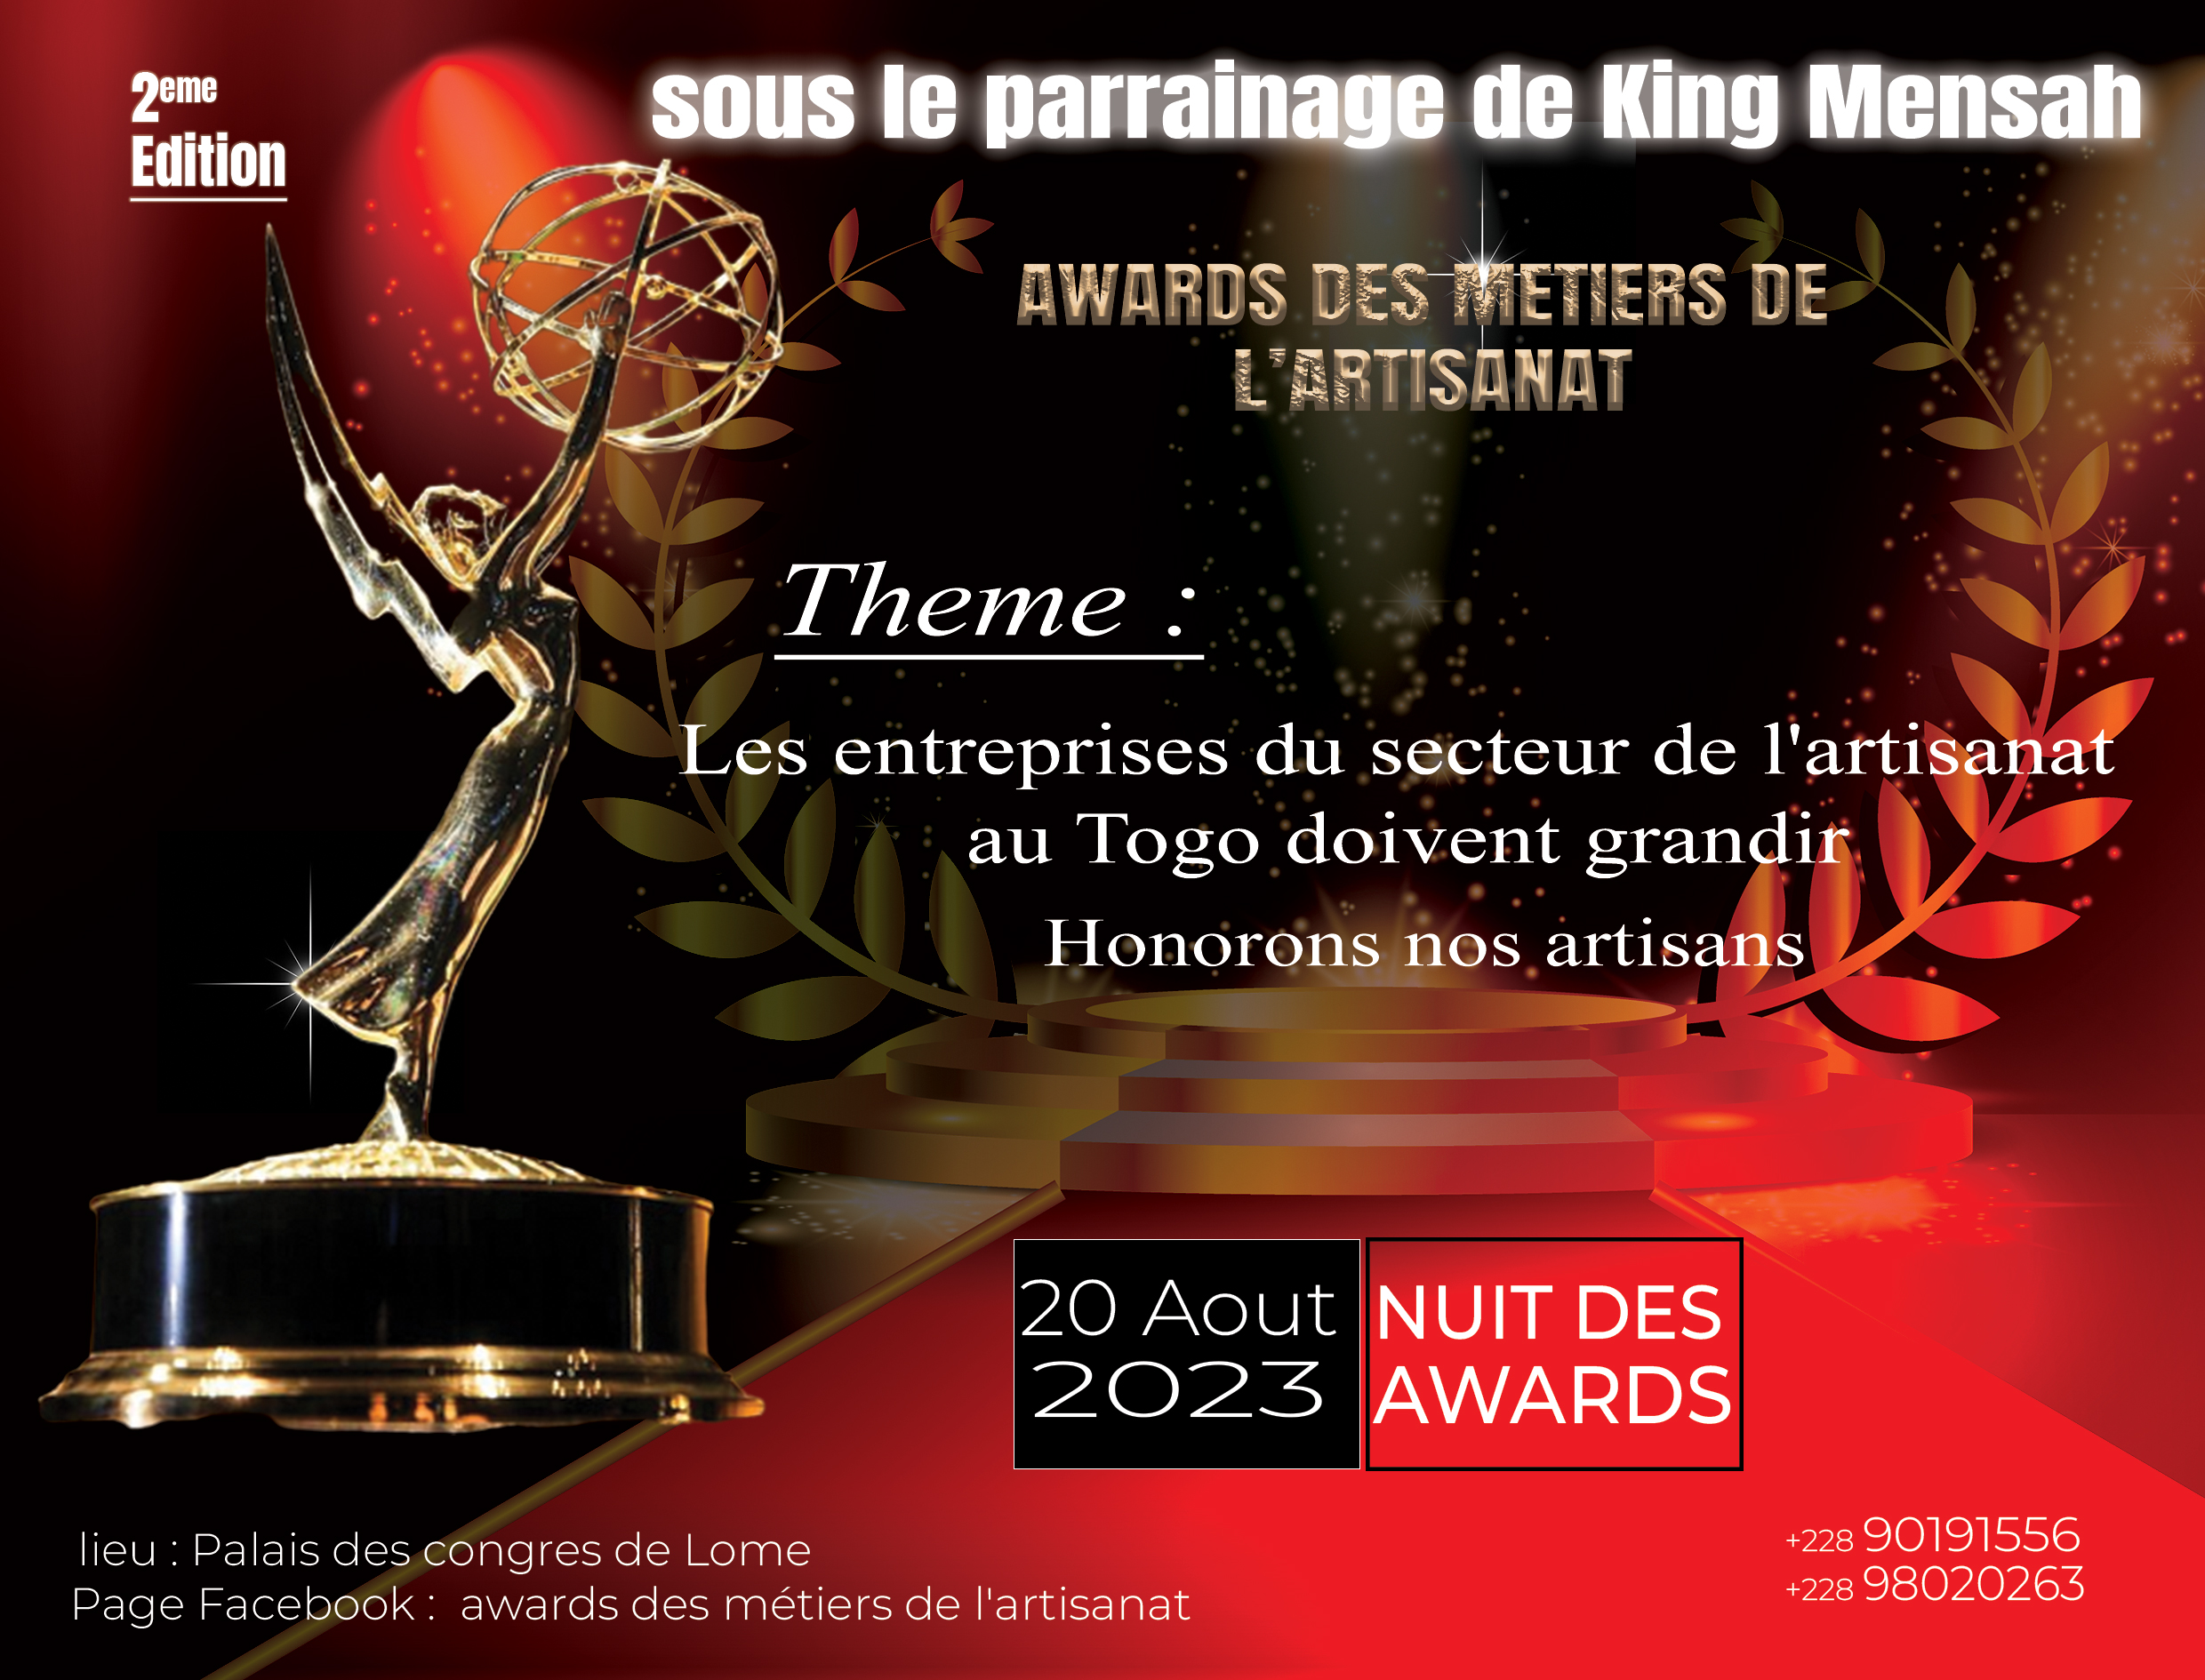 2eme
Edition
sous le parrainage de King Mensah
AWARDS DES METIERS DE
L'ARTISANAT
Theme :
Les entreprises du secteur de l'artisanat
au Togo doivent grandir
Honorons nos artisans
20 Aout
2023
NUIT DES
AWARDS
lieu : Palais des congres de Lome
Page Facebook : awards des métiers de l'artisanat
+228 90191556
+228 98020263